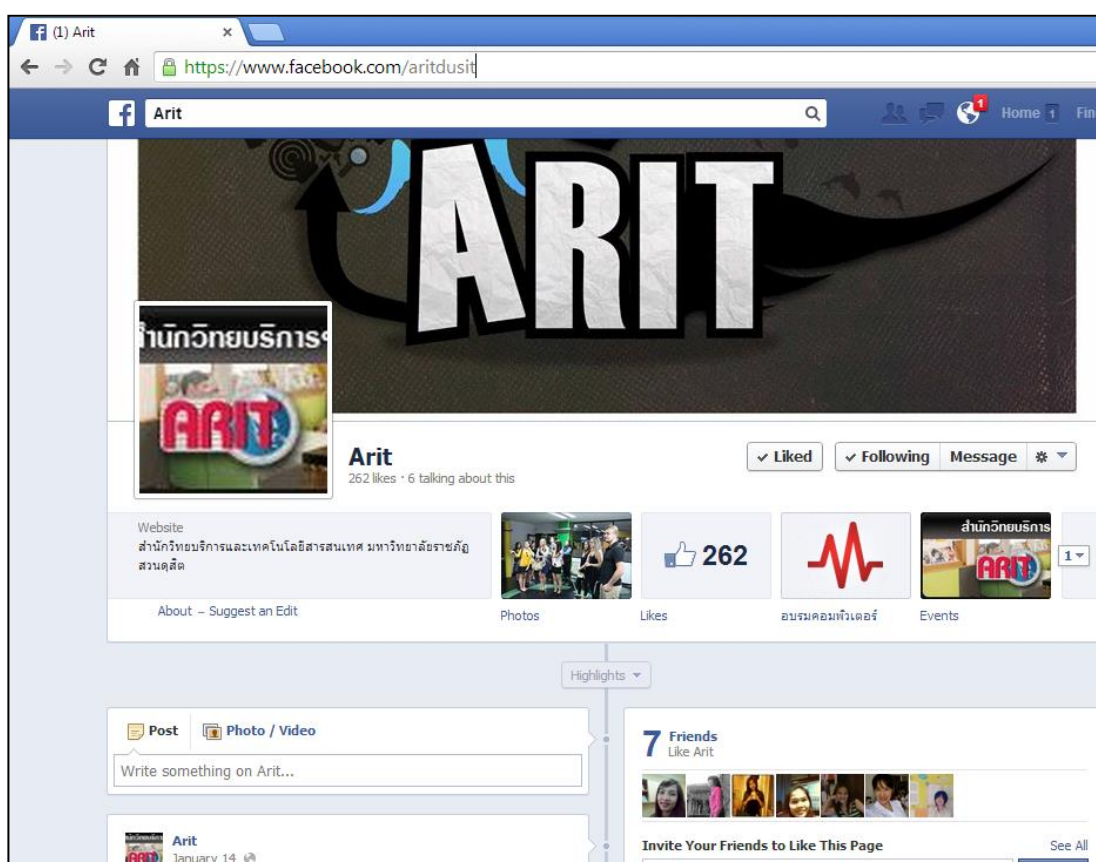 (1) Arit
https://www.facebook.com/aritdusit
Arit
1
Home 1
Fin
ARIT
สำนักวิทยบริการฯ
ARIT
Arit
262 likes · 6 talking about this
Liked
Following
Message
Website
สำนักวิทยบริการและเทคโนโลยีสารสนเทศ มหาวิทยาลัยราชภัฏ
สวนดุสิต
About – Suggest an Edit
Photos
262
Likes
อบรมคอมพิวเตอร์
สำนักวิทยบริการ
ARIT
Events
1
Highlights
Post
Photo / Video
Write something on Arit...
7 Friends
Like Arit
Arit
January 14
ARIT
Invite Your Friends to Like This Page
See All